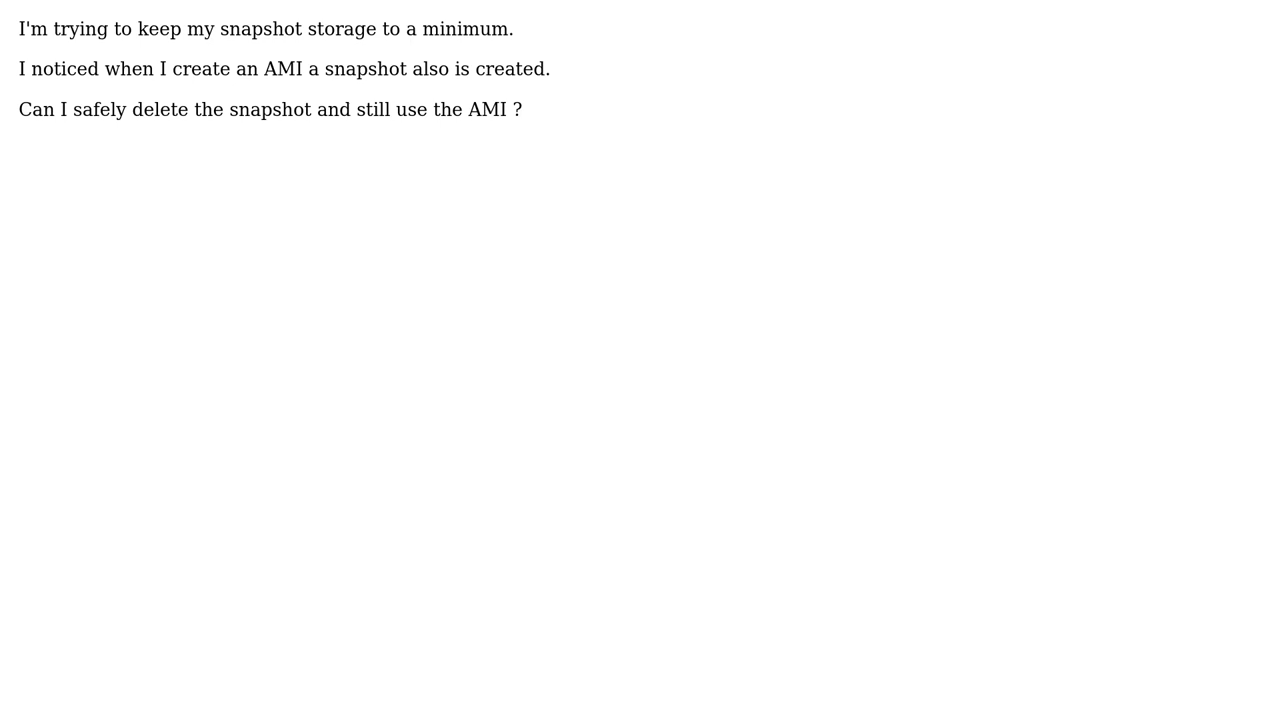 I'm trying to keep my snapshot storage to a minimum.
I noticed when I create an AMI a snapshot also is created.
Can I safely delete the snapshot and still use the AMI ?